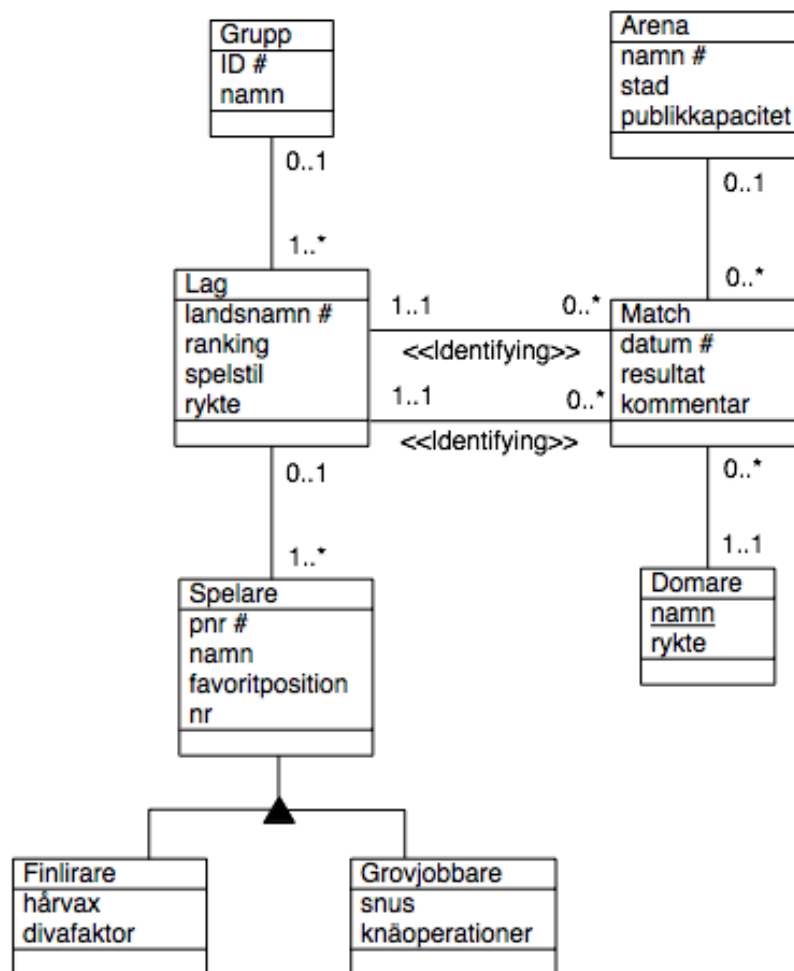 Grupp
ID #
namn
0..1
1..*
Arena
namn #
stad
publikkapacitet
0..1
0..*
Lag
landsnamn #
ranking
spelstil
rykte
1..1
0..*
<<Identifying>>
1..1
0..*
<<Identifying>>
Match
datum #
resultat
kommentar
0..1
1..*
0..*
1..1
Spelare
pnr #
namn
favoritposition
nr
Domare
namn
rykte
Finlirare
hårvax
divafaktor
Grovjobbare
snus
knäoperationer